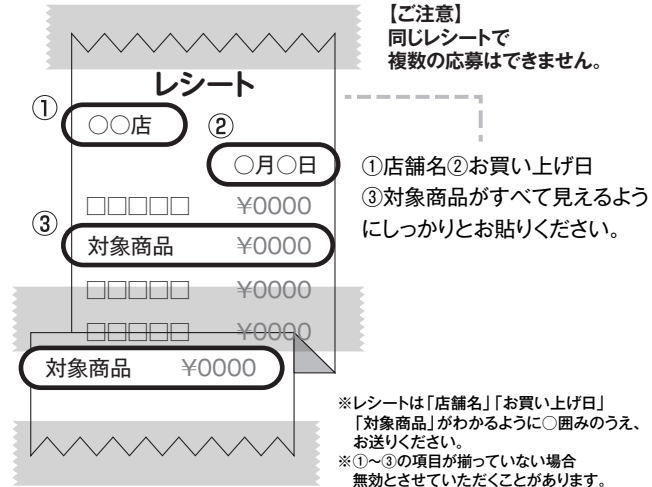 【ご注意】
同じレシートで
複数の応募はできません。
レシート
①
○○店
②
○月○日
□□□□□ ¥0000
③
対象商品 ¥0000
□□□□□ ¥0000
□□□□□ ¥0000
対象商品 ¥0000
①店舗名②お買い上げ日
③対象商品がすべて見えるよう
にしっかりとお貼りください。
※レシートは「店舗名」「お買い上げ日」
「対象商品」がわかるように○囲みのうえ、
お送りください。
※①〜③の項目が揃っていない場合
無効とさせていただくことがあります。